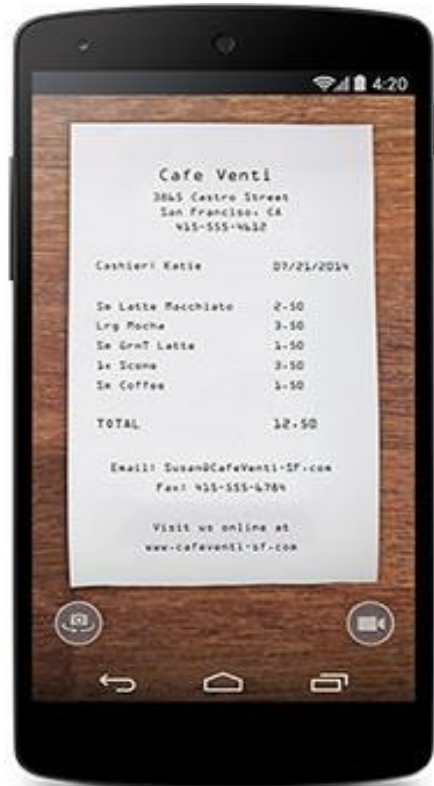 4:20
Cafe Venti
3865 Castro Street
San Franciso, CA
415-555-4612
Cashier: Katie 07/21/2014
Sm Latte Macchiato 2.50
Lrg Mocha 3.50
Sm GrnT Latte 1.50
1x Scone 3.50
Sm Coffee 1.50
TOTAL 12.50
Email: Susan@CafeVenti-SF.com
Fax: 415-555-6784
Visit us online at
www.cafeventi-sf.com